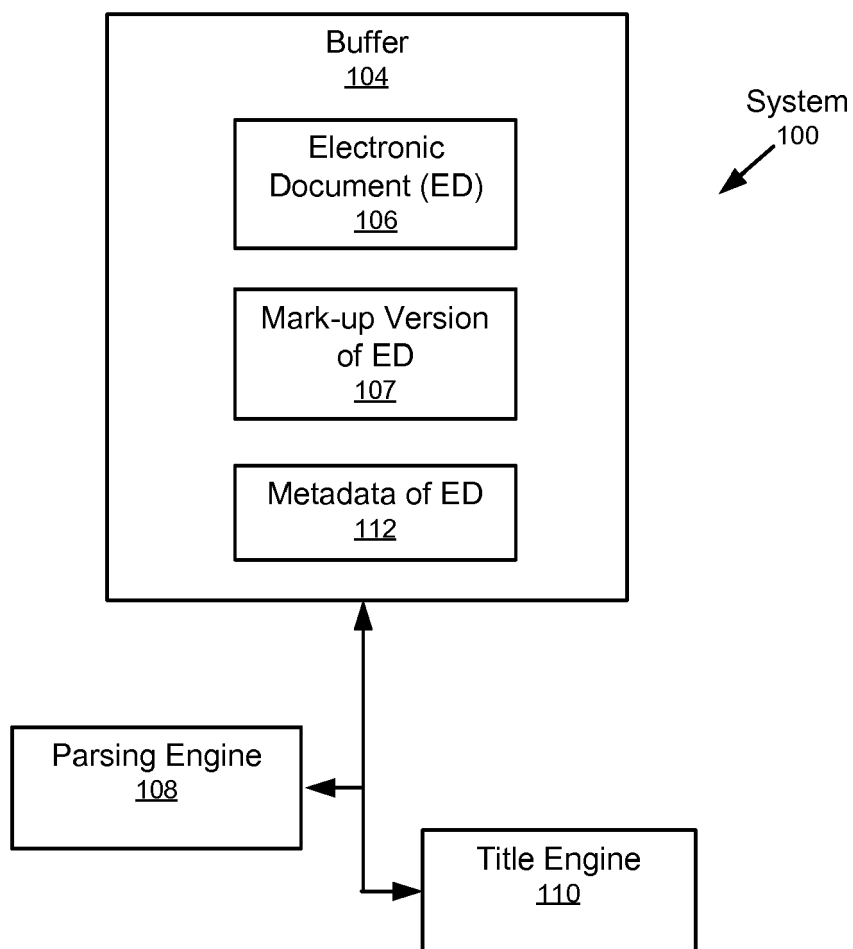 Buffer
104
System
100
Electronic
Document (ED)
106
Mark-up Version
of ED
107
Metadata of ED
112
Parsing Engine
108
Title Engine
110